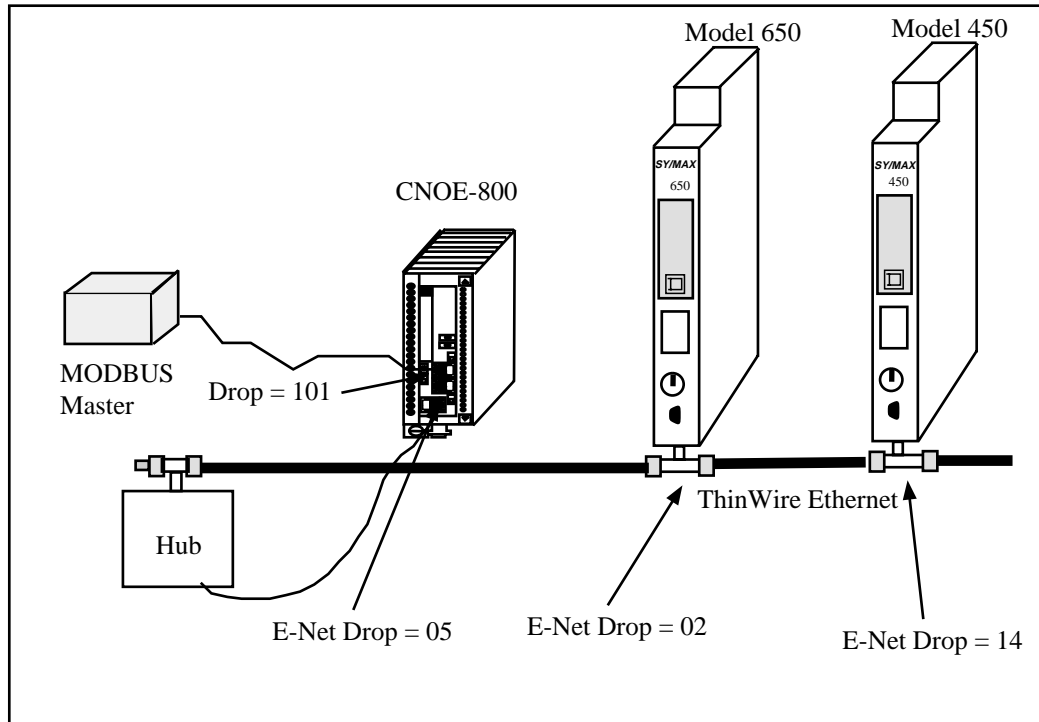 Model 650
Model 450
SY/MAX
650
SY/MAX
450
CNOE-800
MODBUS
Master
Drop = 101
ThinWire Ethernet
Hub
E-Net Drop = 05
E-Net Drop = 02
E-Net Drop = 14